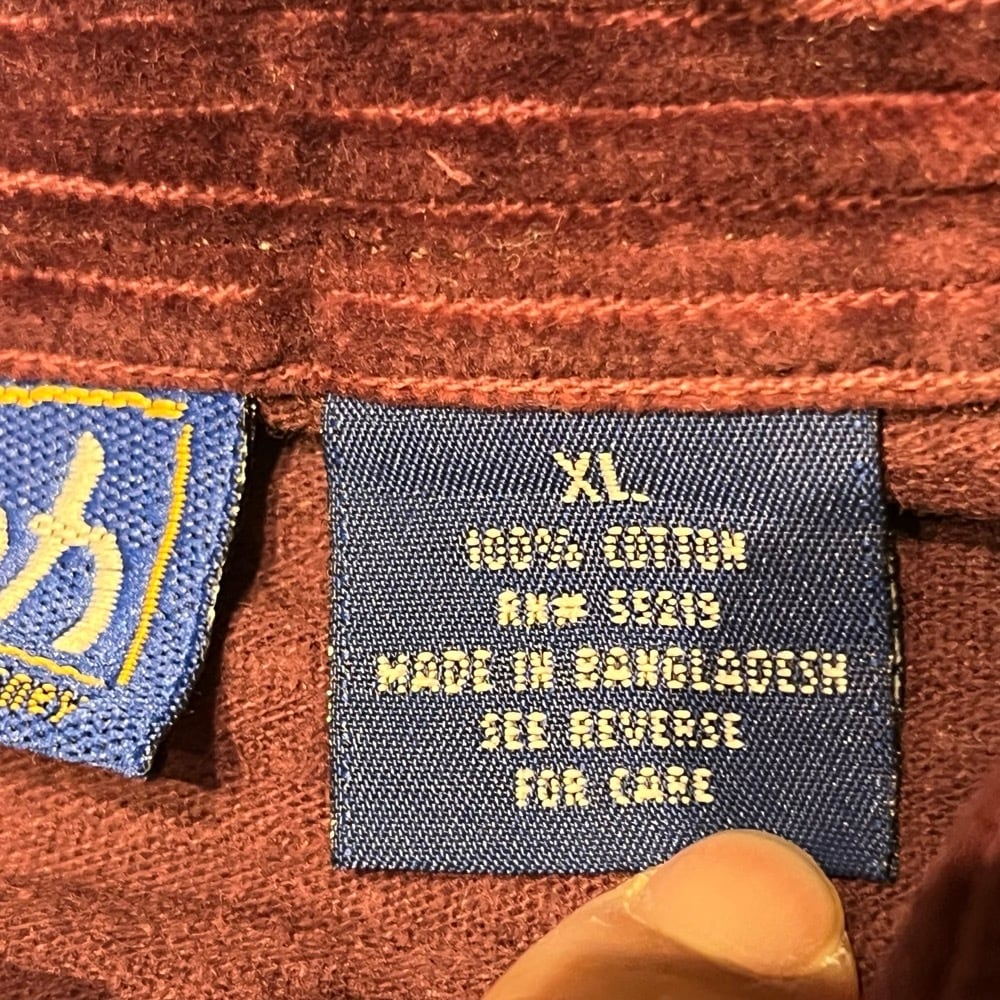 XL.
100% COTTON
RN# 55219
MADE IN BANGLADESH
SEE REVERSE
FOR CARE